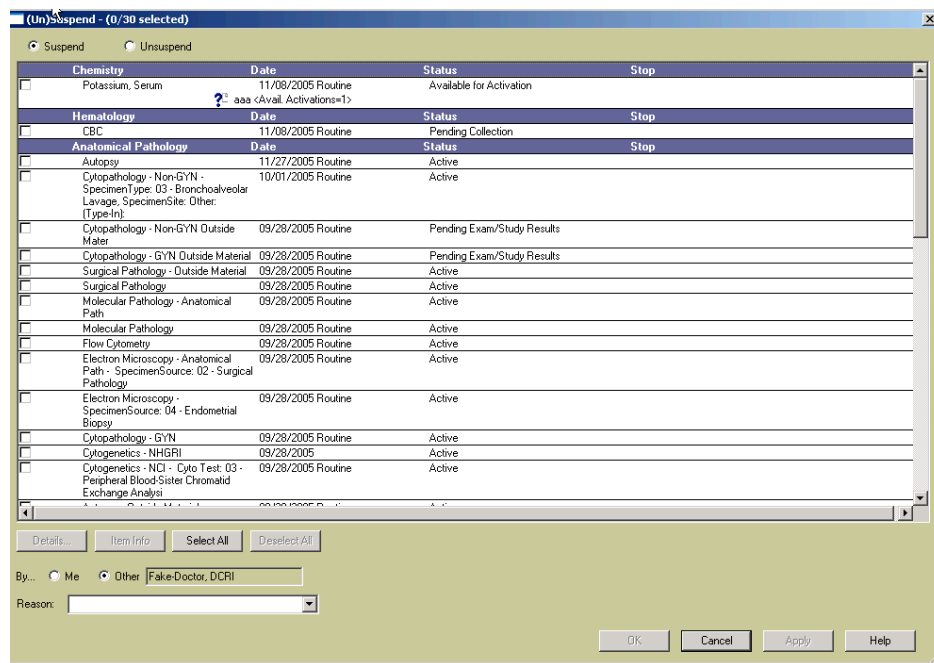 (Un)Suspend - (0/30 selected)
Suspend Unsuspend
Chemistry Date Status Stop
Potassium, Serum 11/08/2005 Routine Available for Activation
aaa <Avail. Activations=1>
Hematology Date Status Stop
CBC 11/08/2005 Routine Pending Collection
Anatomical Pathology Date Status Stop
Autopsy 11/27/2005 Routine Active
Cytopathology - Non-GYN - 10/01/2005 Routine Active
SpecimenType: 03 - Bronchoalveolar
Lavage, SpecimenSite: Other:
(Type-In):
Cytopathology - Non-GYN Outside 09/28/2005 Routine Pending Exam/Study Results
Mater
Cytopathology - GYN Outside Material 09/28/2005 Routine Pending Exam/Study Results
Surgical Pathology - Outside Material 09/28/2005 Routine Active
Surgical Pathology 09/28/2005 Routine Active
Molecular Pathology - Anatomical 09/28/2005 Routine Active
Path
Molecular Pathology 09/28/2005 Routine Active
Flow Cytometry 09/28/2005 Routine Active
Electron Microscopy - Anatomical 09/28/2005 Routine Active
Path - SpecimenSource: 02 - Surgical
Pathology
Electron Microscopy - 09/28/2005 Routine Active
SpecimenSource: 04 - Endometrial
Biopsy
Cytopathology - GYN 09/28/2005 Routine Active
Cytogenetics - NHGRI 09/28/2005 Active
Cytogenetics - NCI - Cyto Test: 03 - 09/28/2005 Routine Active
Peripheral Blood-Sister Chromatid
Exchange Analysi
Details... Item Info Select All Deselect All
By... Me Other Fake-Doctor, DCRI
Reason:
OK Cancel Apply Help